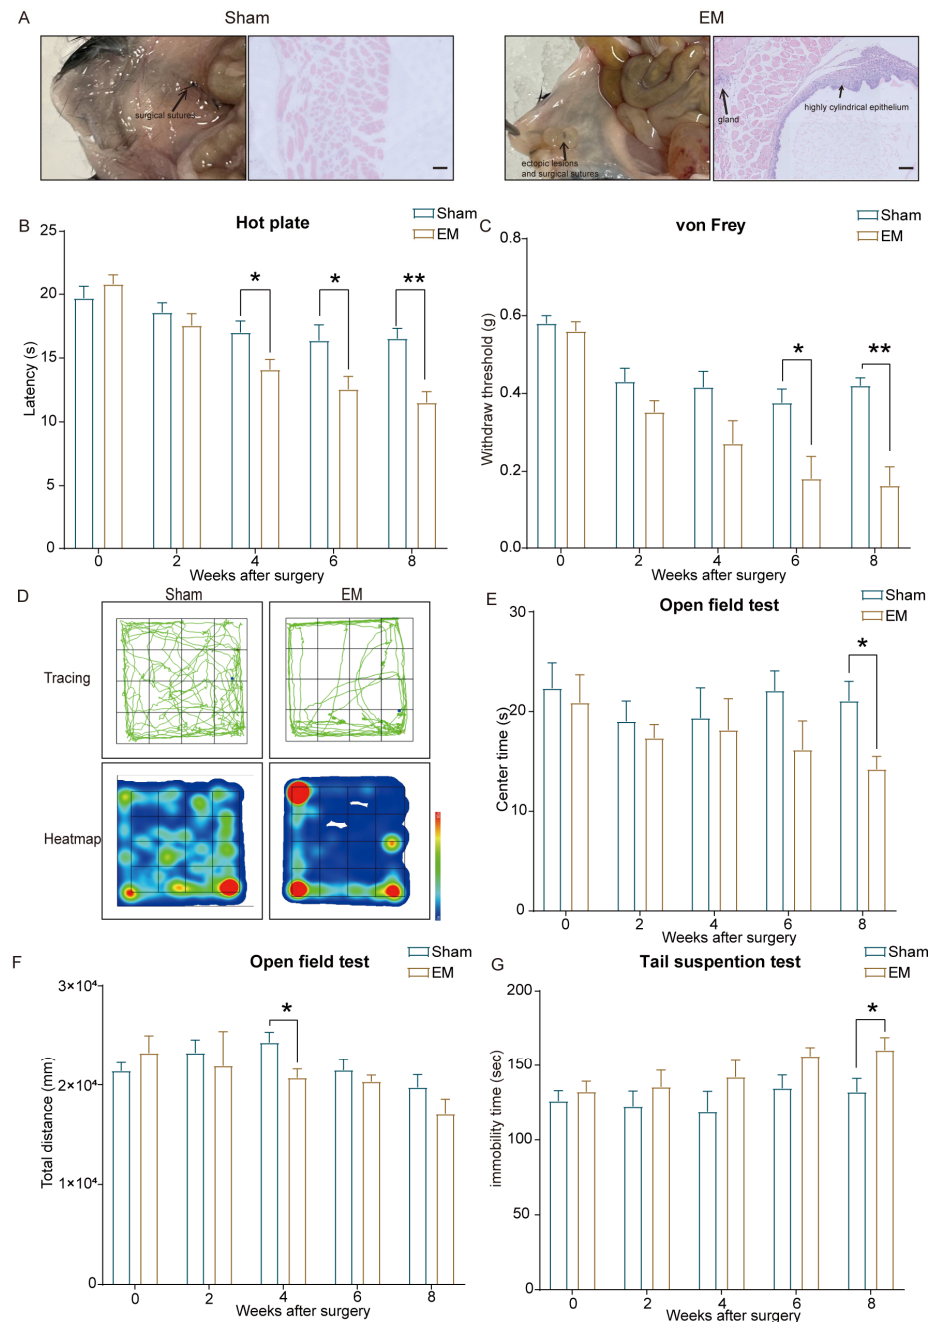 A
Sham
EM
surgical sutures
ectopic lesions
and surgical sutures
gland
highly cylindrical epithelium
B
Hot plate
Sham
EM
Latency (s)
25
20
15
10
5
0
*
*
**
0 2 4 6 8
Weeks after surgery
C
von Frey
Sham
EM
Withdraw threshold (g)
0.8
0.6
0.4
0.2
0.0
*
**
0 2 4 6 8
Weeks after surgery
D
Sham
EM
Tracing
Heatmap
E
Open field test
Sham
EM
Center time (s)
30
20
10
0
*
0 2 4 6 8
Weeks after surgery
F
Open field test
Sham
EM
Total distance (mm)
3×10⁴
2×10⁴
1×10⁴
0
*
0 2 4 6 8
Weeks after surgery
G
Tail suspention test
Sham
EM
immobility time (sec)
200
150
100
50
0
*
0 2 4 6 8
Weeks after surgery